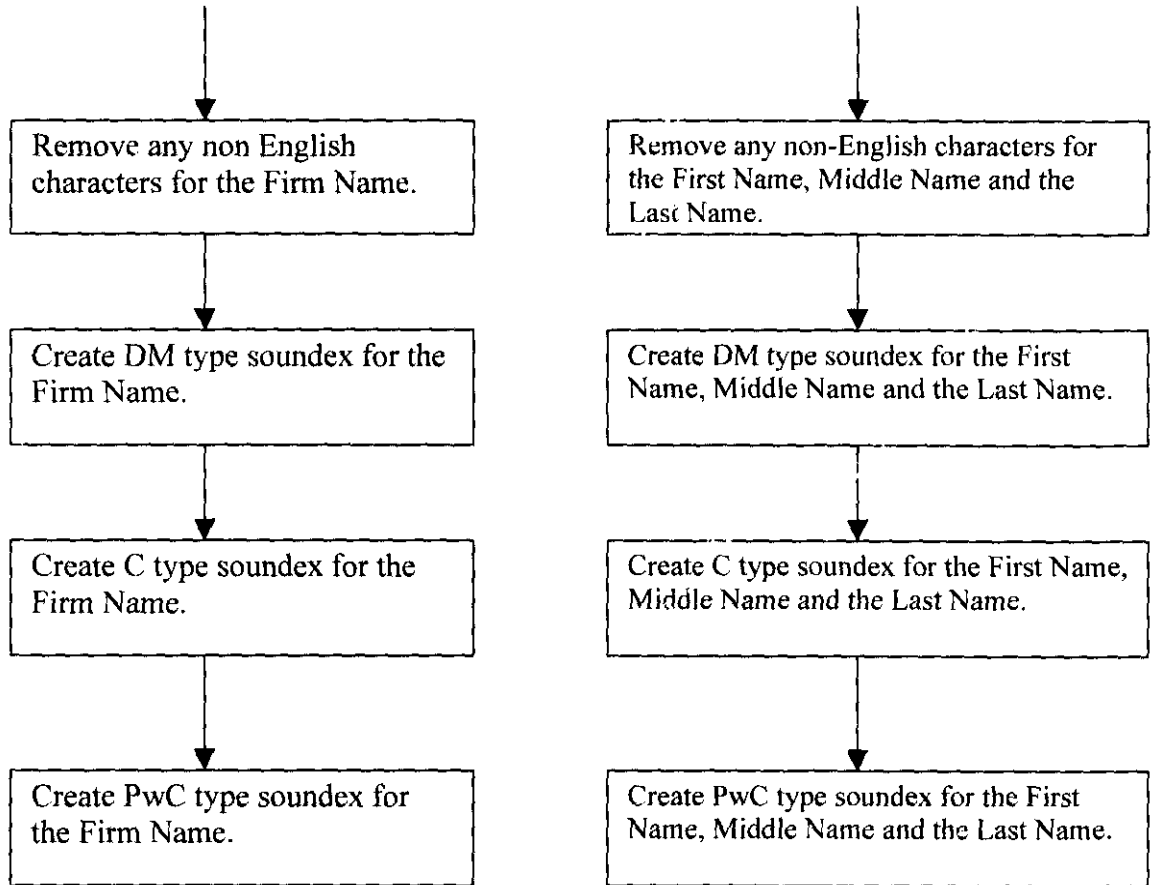 Remove any non English
characters for the Firm Name.
Create DM type soundex for the
Firm Name.
Create C type soundex for the
Firm Name.
Create PwC type soundex for
the Firm Name.
Remove any non-English characters for
the First Name, Middle Name and the
Last Name.
Create DM type soundex for the First
Name, Middle Name and the Last Name.
Create C type soundex for the First Name,
Middle Name and the Last Name.
Create PwC type soundex for the First
Name, Middle Name and the Last Name.